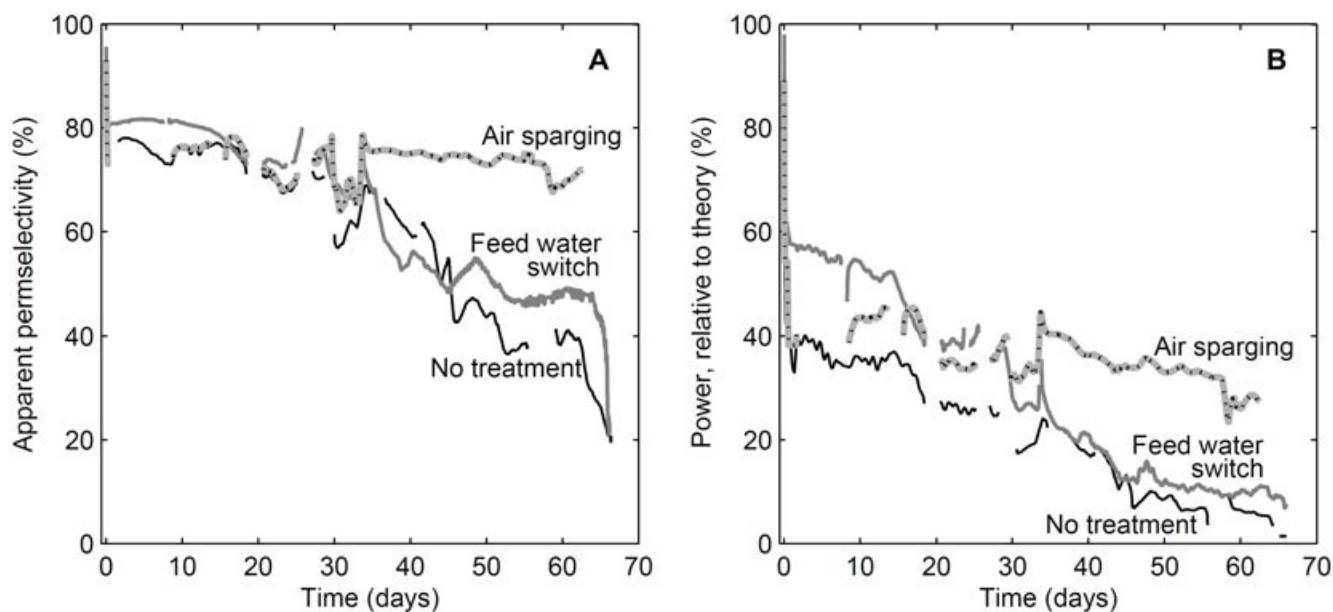 A
Apparent permselectivity (%)
100
80
60
40
20
0
0 10 20 30 40 50 60 70
Time (days)
Air sparging
Feed water
switch
No treatment
B
Power, relative to theory (%)
100
80
60
40
20
0
0 10 20 30 40 50 60 70
Time (days)
Air sparging
Feed water
switch
No treatment